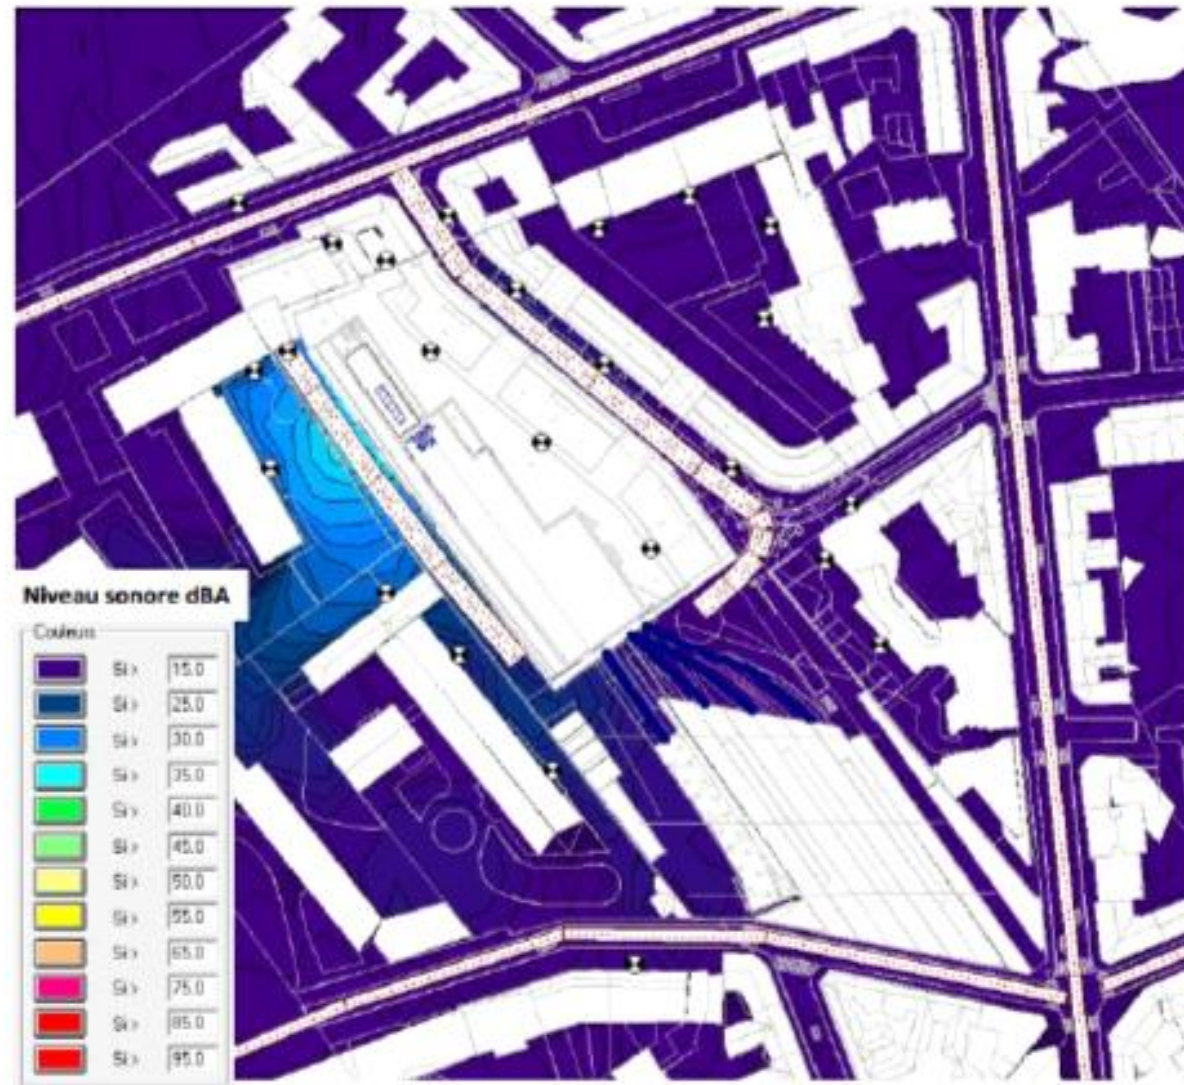 Niveau sonore dBA
Couleurs
Si > 15.0
Si > 25.0
Si > 30.0
Si > 35.0
Si > 40.0
Si > 45.0
Si > 50.0
Si > 55.0
Si > 65.0
Si > 75.0
Si > 85.0
Si > 95.0